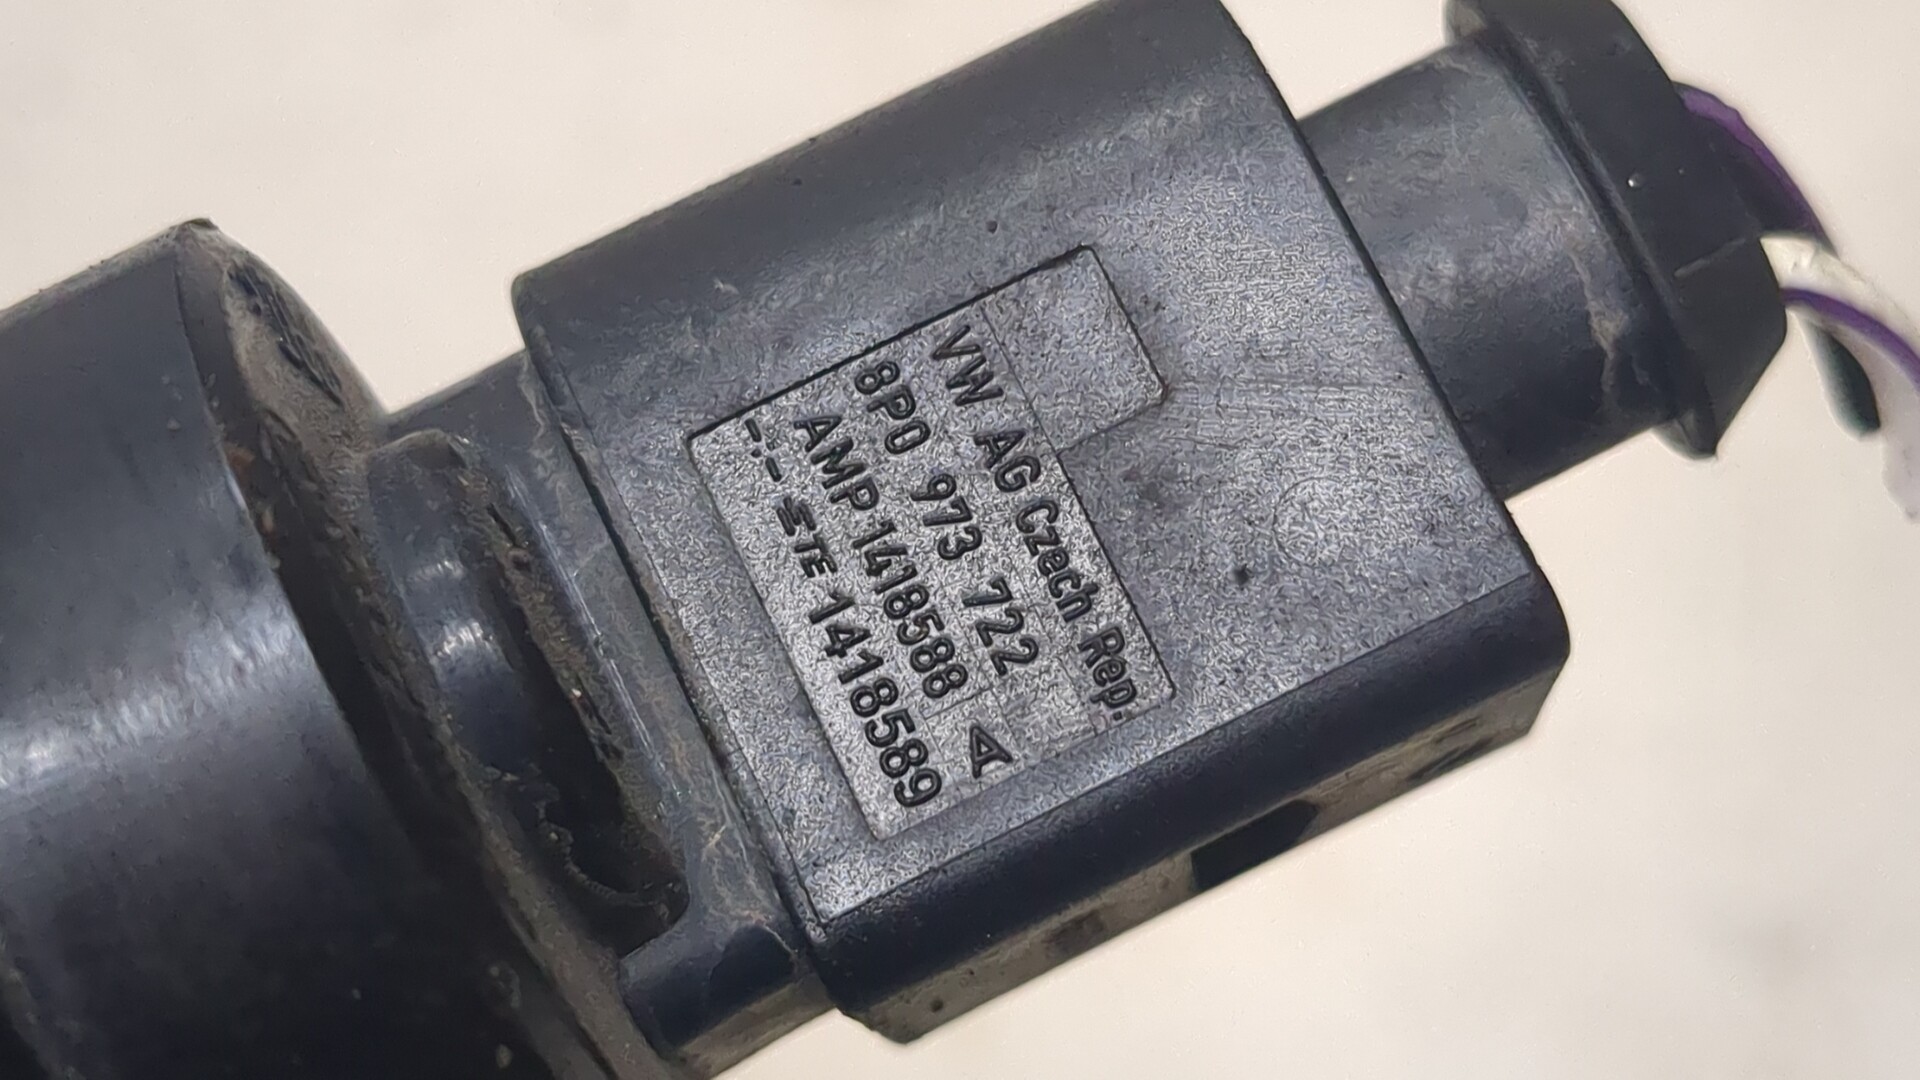 VW AG Czech Rep.
8P0 973 722
AMP 1418588 A
TE 1418589